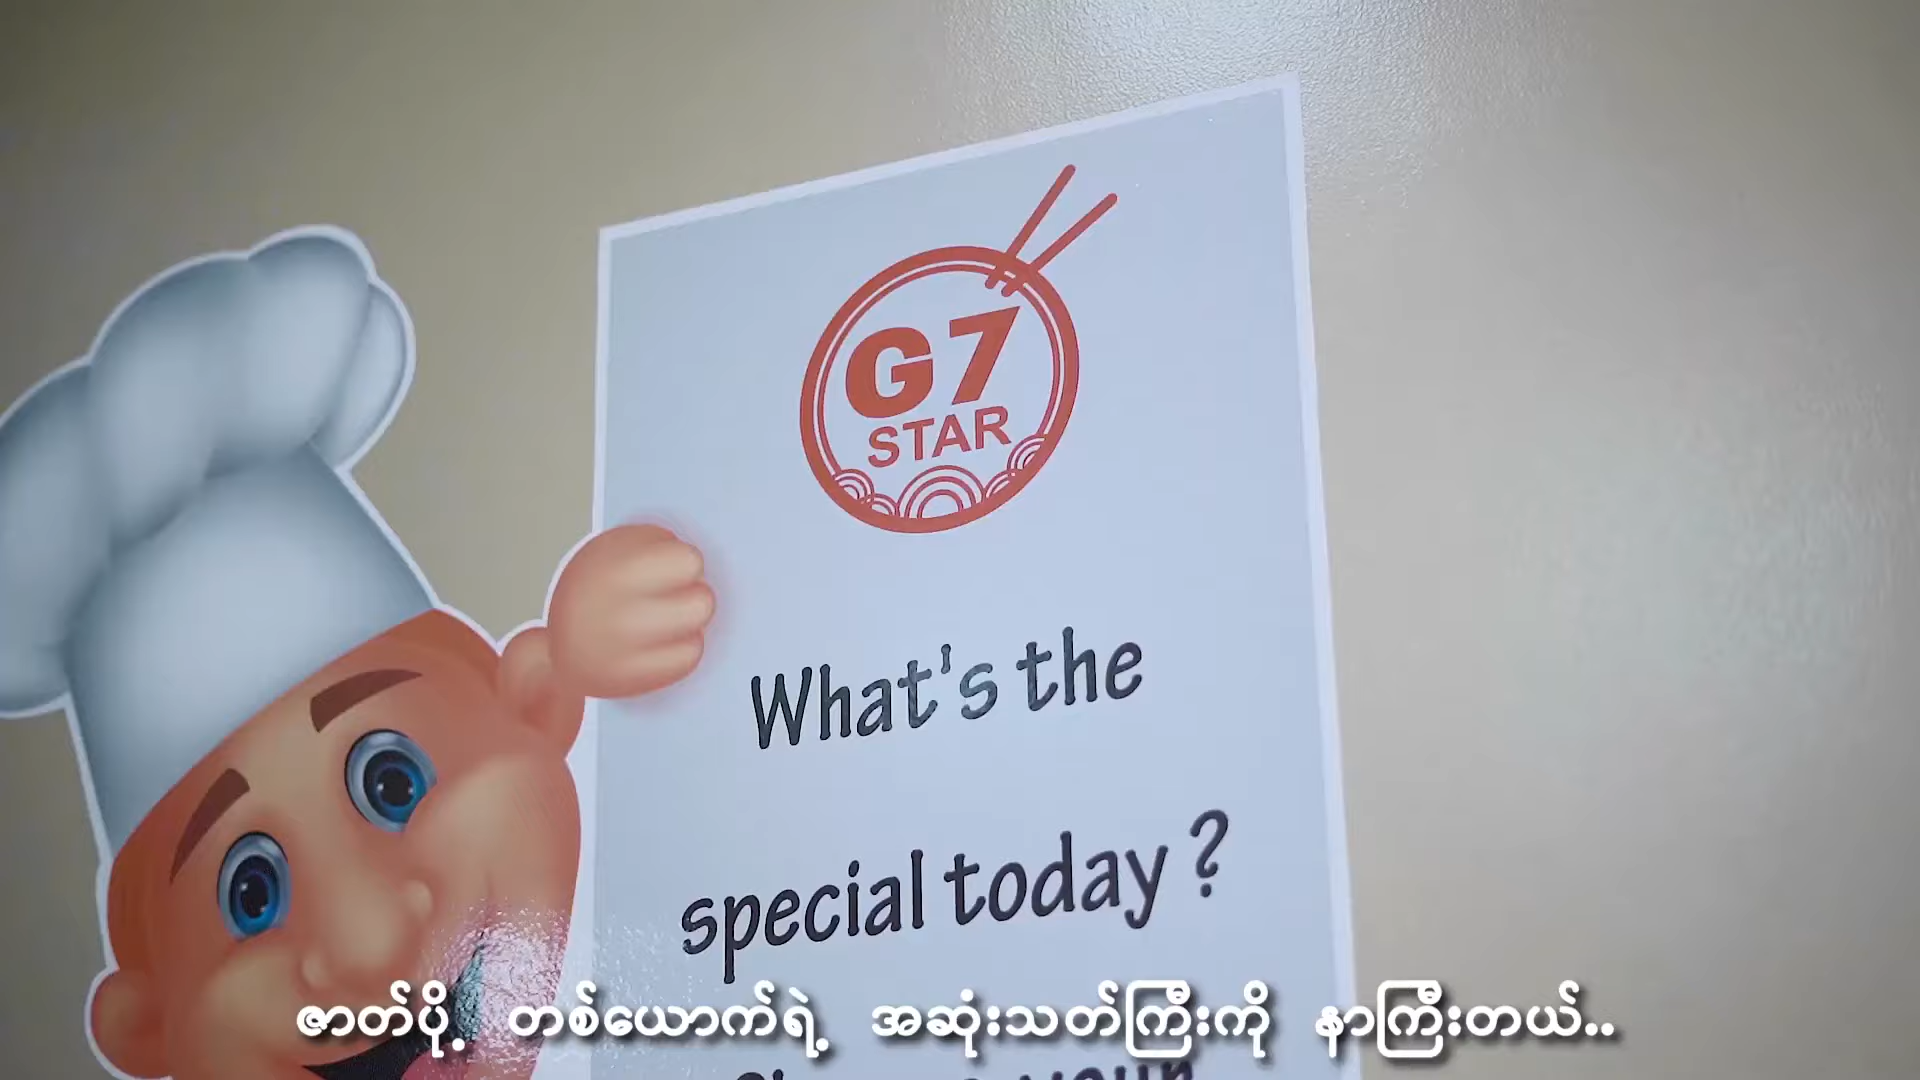 G7
STAR
What's the
special today?
ဇာတ်ပို့ တစ်ယောက်ရဲ့ အဆုံးသတ်ကြီးကို နာကြီးတယ်..